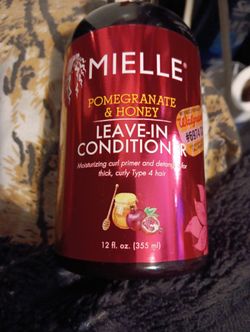 MIELLE®
POMEGRANATE
& HONEY
LEAVE-IN
CONDITIONER
Moisturizing curl primer and detangler for
thick, curly Type 4 hair
12 fl. oz. (355 ml)
Walgreens